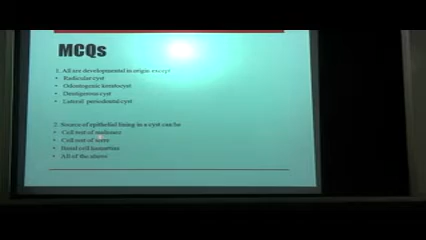 MCQs
1. All are developmental in origin except
• Radicular cyst
• Odontogenic keratocyst
• Dentigerous cyst
• Lateral periodontal cyst
2. Source of epithelial lining in a cyst can be
• Cell rest of malassez
• Cell rest of serre
• Basal cell hamartias
• All of the above